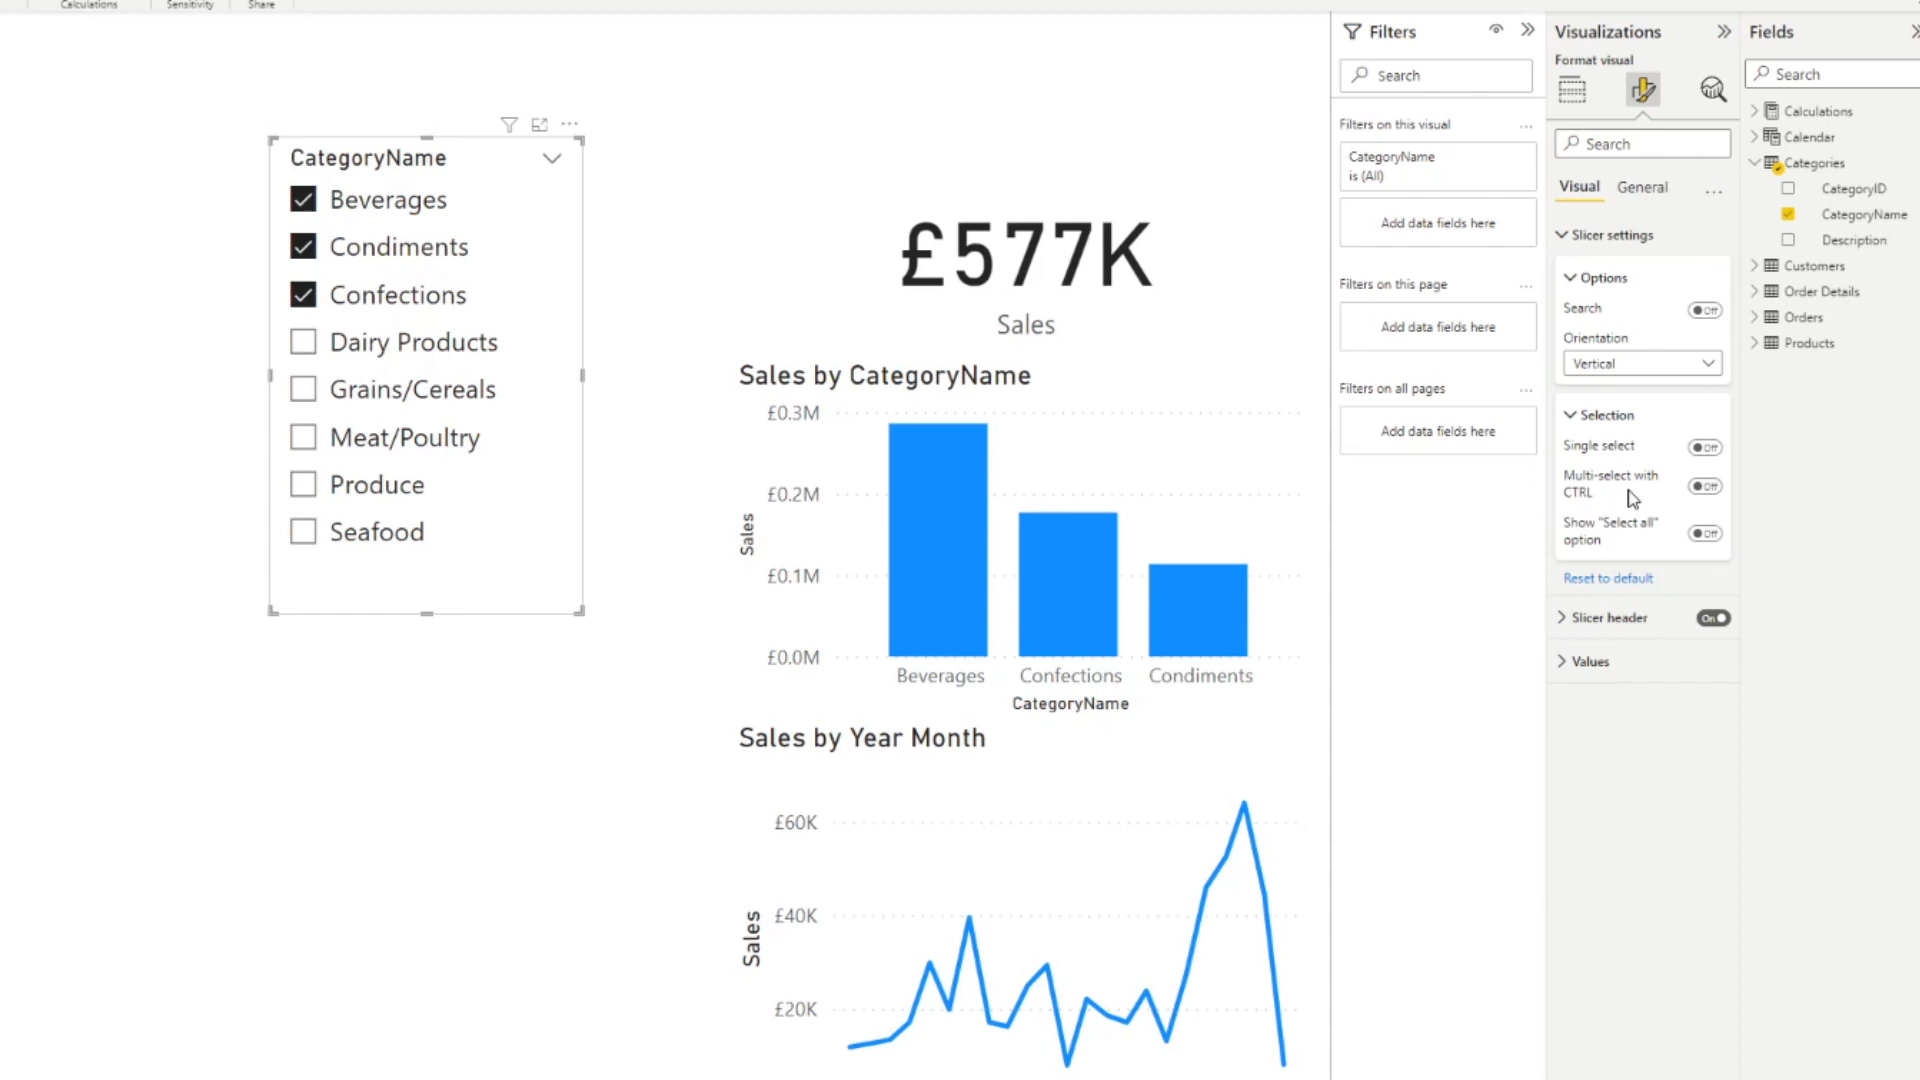 Calculations
Sensitivity
Share
CategoryName
Beverages
Condiments
Confections
Dairy Products
Grains/Cereals
Meat/Poultry
Produce
Seafood
£577K
Sales
Sales by CategoryName
£0.3M
£0.2M
£0.1M
£0.0M
Sales
Beverages
Confections
Condiments
CategoryName
Sales by Year Month
£60K
£40K
£20K
Sales
Filters
Search
Filters on this visual
CategoryName
is (All)
Add data fields here
Filters on this page
Add data fields here
Filters on all pages
Add data fields here
Visualizations
Format visual
Search
Visual
General
Slicer settings
Options
Search
Off
Orientation
Vertical
Selection
Single select
Off
Multi-select with
CTRL
Off
Show "Select all"
option
Off
Reset to default
Slicer header
On
Values
Fields
Search
Calculations
Calendar
Categories
CategoryID
CategoryName
Description
Customers
Order Details
Orders
Products